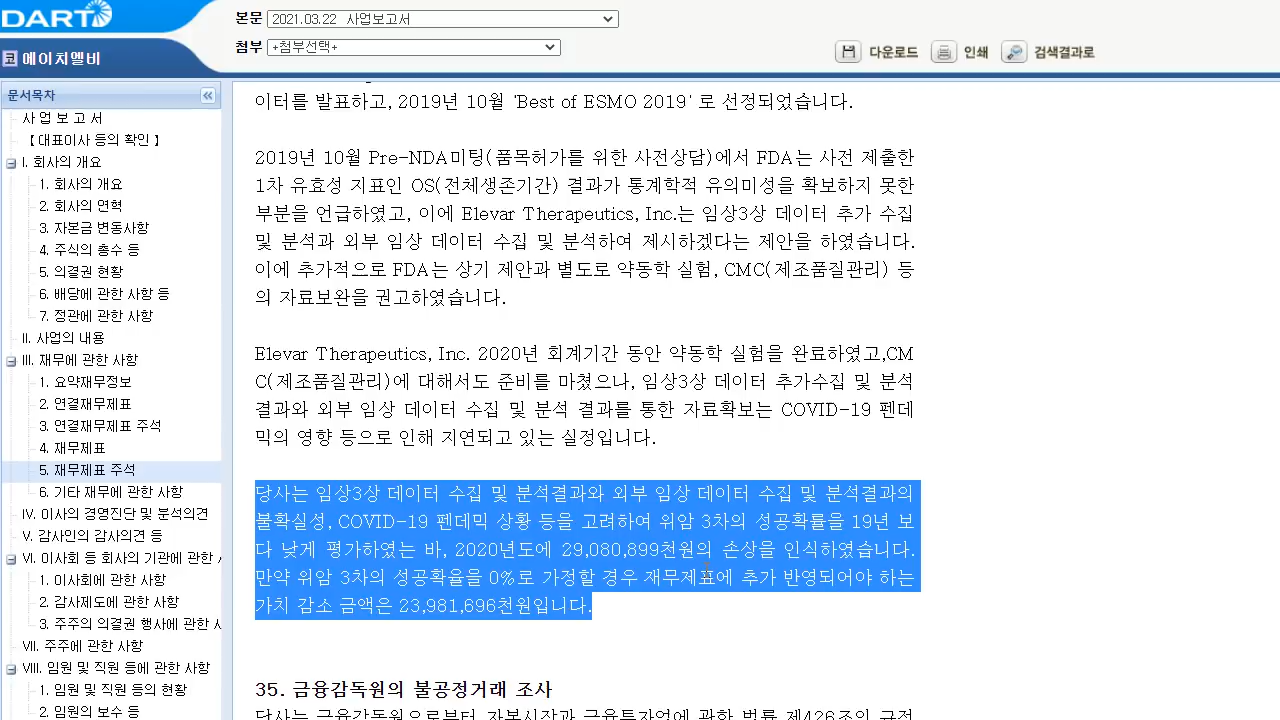 DART
본문 2021.03.22 사업보고서
첨부 +첨부선택+
코 에이치엘비
다운로드 인쇄 검색결과로
문서목차
사 업 보 고 서
【 대표이사 등의 확인 】
I. 회사의 개요
1. 회사의 개요
2. 회사의 연혁
3. 자본금 변동사항
4. 주식의 총수 등
5. 의결권 현황
6. 배당에 관한 사항 등
7. 정관에 관한 사항
II. 사업의 내용
III. 재무에 관한 사항
1. 요약재무정보
2. 연결재무제표
3. 연결재무제표 주석
4. 재무제표
5. 재무제표 주석
6. 기타 재무에 관한 사항
IV. 이사의 경영진단 및 분석의견
V. 감사인의 감사의견 등
VI. 이사회 등 회사의 기관에 관한
1. 이사회에 관한 사항
2. 감사제도에 관한 사항
3. 주주의 의결권 행사에 관한
VII. 주주에 관한 사항
VIII. 임원 및 직원 등에 관한 사항
1. 임원 및 직원 등의 현황
2. 임원의 보수 등
이터를 발표하고, 2019년 10월 'Best of ESMO 2019' 로 선정되었습니다.
2019년 10월 Pre-NDA미팅(품목허가를 위한 사전상담)에서 FDA는 사전 제출한
1차 유효성 지표인 OS(전체생존기간) 결과가 통계학적 유의미성을 확보하지 못한
부분을 언급하였고, 이에 Elevar Therapeutics, Inc.는 임상3상 데이터 추가 수집
및 분석과 외부 임상 데이터 수집 및 분석하여 제시하겠다는 제안을 하였습니다.
이에 추가적으로 FDA는 상기 제안과 별도로 약동학 실험, CMC(제조품질관리) 등
의 자료보완을 권고하였습니다.
Elevar Therapeutics, Inc. 2020년 회계기간 동안 약동학 실험을 완료하였고,CM
C(제조품질관리)에 대해서도 준비를 마쳤으나, 임상3상 데이터 추가수집 및 분석
결과와 외부 임상 데이터 수집 및 분석 결과를 통한 자료확보는 COVID-19 펜데
믹의 영향 등으로 인해 지연되고 있는 실정입니다.
당사는 임상3상 데이터 수집 및 분석결과와 외부 임상 데이터 수집 및 분석결과의
불확실성, COVID-19 펜데믹 상황 등을 고려하여 위암 3차의 성공확률을 19년 보
다 낮게 평가하였는 바, 2020년도에 29,080,899천원의 손상을 인식하였습니다.
만약 위암 3차의 성공확율을 0%로 가정할 경우 재무제표에 추가 반영되어야 하는
가치 감소 금액은 23,981,696천원입니다.
35. 금융감독원의 불공정거래 조사
당사는 금융감독원으로부터 자본시장과 금융투자업에 관한 법률 제426조의 규정